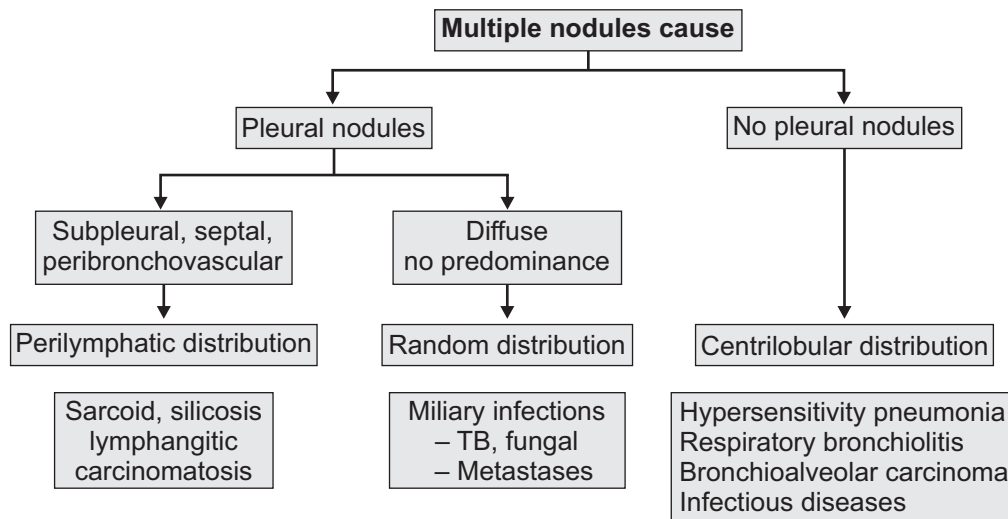 Multiple nodules cause
Pleural nodules
No pleural nodules
Subpleural, septal,
peribronchovascular
Diffuse
no predominance
Perilymphatic distribution
Random distribution
Centrilobular distribution
Sarcoid, silicosis
lymphangitic
carcinomatosis
Miliary infections
– TB, fungal
– Metastases
Hypersensitivity pneumonia
Respiratory bronchiolitis
Bronchioalveolar carcinoma
Infectious diseases